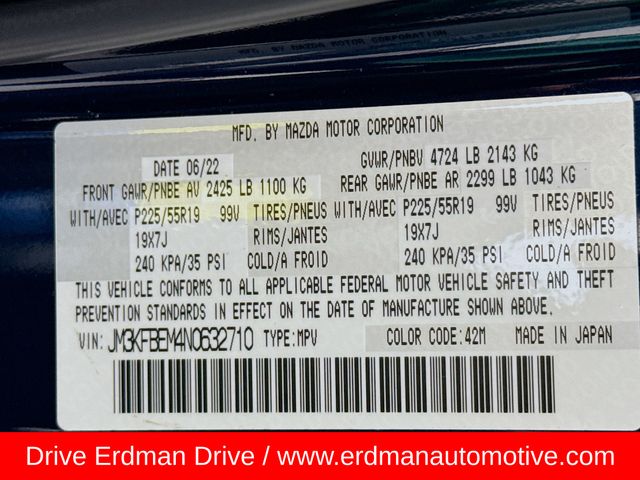 MFD. BY MAZDA MOTOR CORPORATION
DATE 06/22 GVWR/PNBV 4724 LB 2143 KG
FRONT GAWR/PNBE AV 2425 LB 1100 KG REAR GAWR/PNBE AR 2299 LB 1043 KG
WITH/AVEC P225/55R19 99V TIRES/PNEUS WITH/AVEC P225/55R19 99V TIRES/PNEUS
19X7J RIMS/JANTES 19X7J RIMS/JANTES
240 KPA/35 PSI COLD/A FROID 240 KPA/35 PSI COLD/A FROID
THIS VEHICLE CONFORMS TO ALL APPLICABLE FEDERAL MOTOR VEHICLE SAFETY AND THEFT
PREVENTION STANDARDS IN EFFECT ON THE DATE OF MANUFACTURE SHOWN ABOVE.
VIN: JM3KFBEM4N0632710 TYPE: MPV COLOR CODE: 42M MADE IN JAPAN
Drive Erdman Drive / www.erdmanautomotive.com